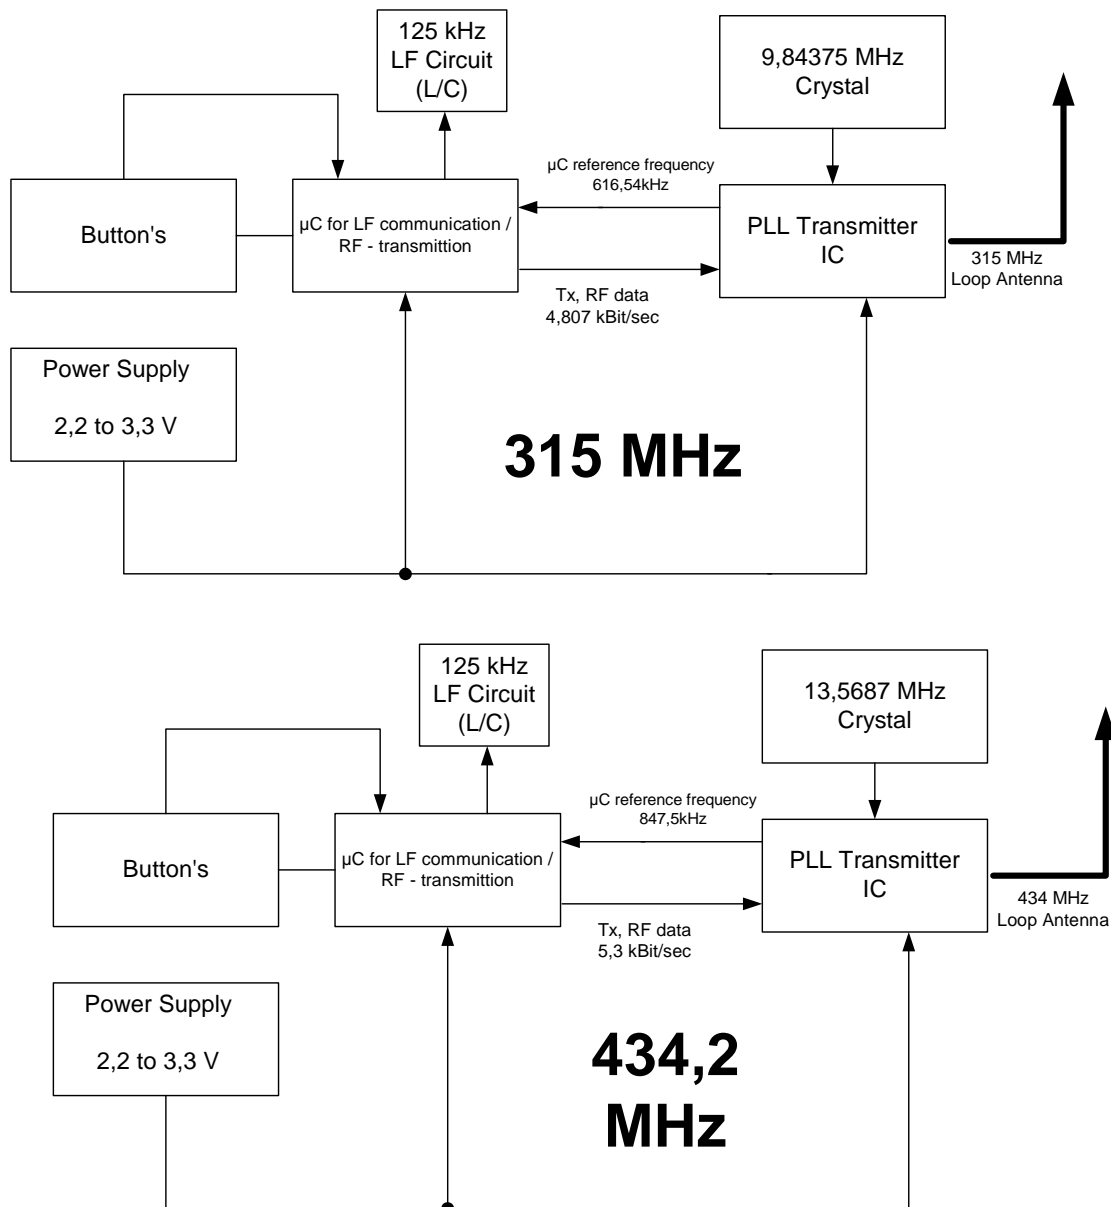 125 kHz
LF Circuit
(L/C)
9,84375 MHz
Crystal
µC reference frequency
616,54kHz
Button's
µC for LF communication /
RF - transmittion
PLL Transmitter
IC
315 MHz
Loop Antenna
Tx, RF data
4,807 kBit/sec
Power Supply
2,2 to 3,3 V
315 MHz
125 kHz
LF Circuit
(L/C)
13,5687 MHz
Crystal
µC reference frequency
847,5kHz
Button's
µC for LF communication /
RF - transmittion
PLL Transmitter
IC
434 MHz
Loop Antenna
Tx, RF data
5,3 kBit/sec
Power Supply
2,2 to 3,3 V
434,2
MHz